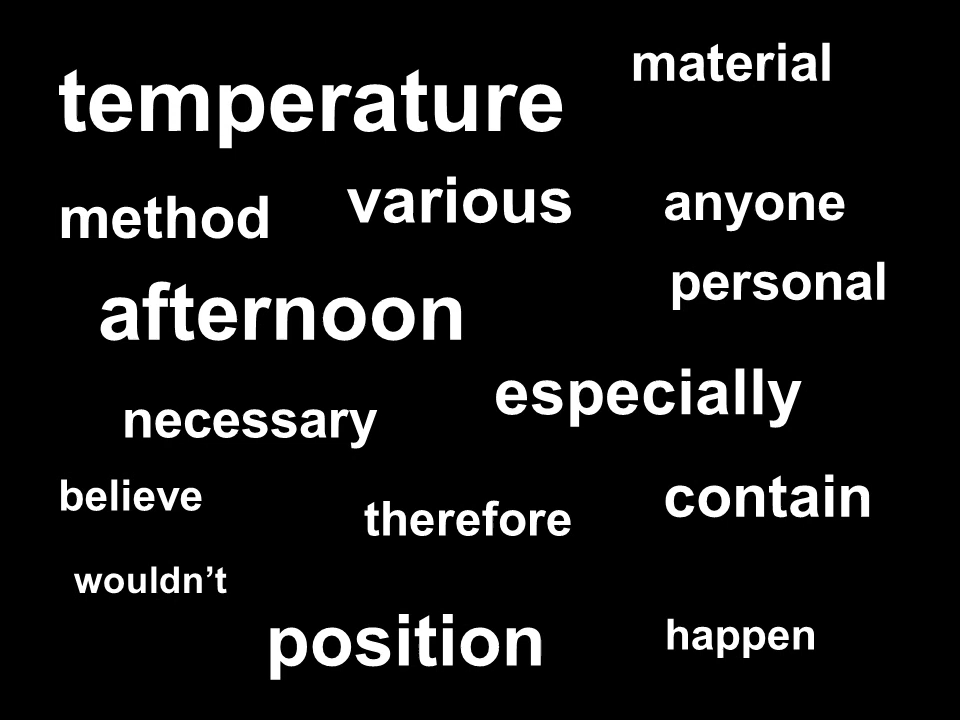 temperature
material
method
various
anyone
personal
afternoon
especially
necessary
believe
therefore
contain
wouldn’t
position
happen